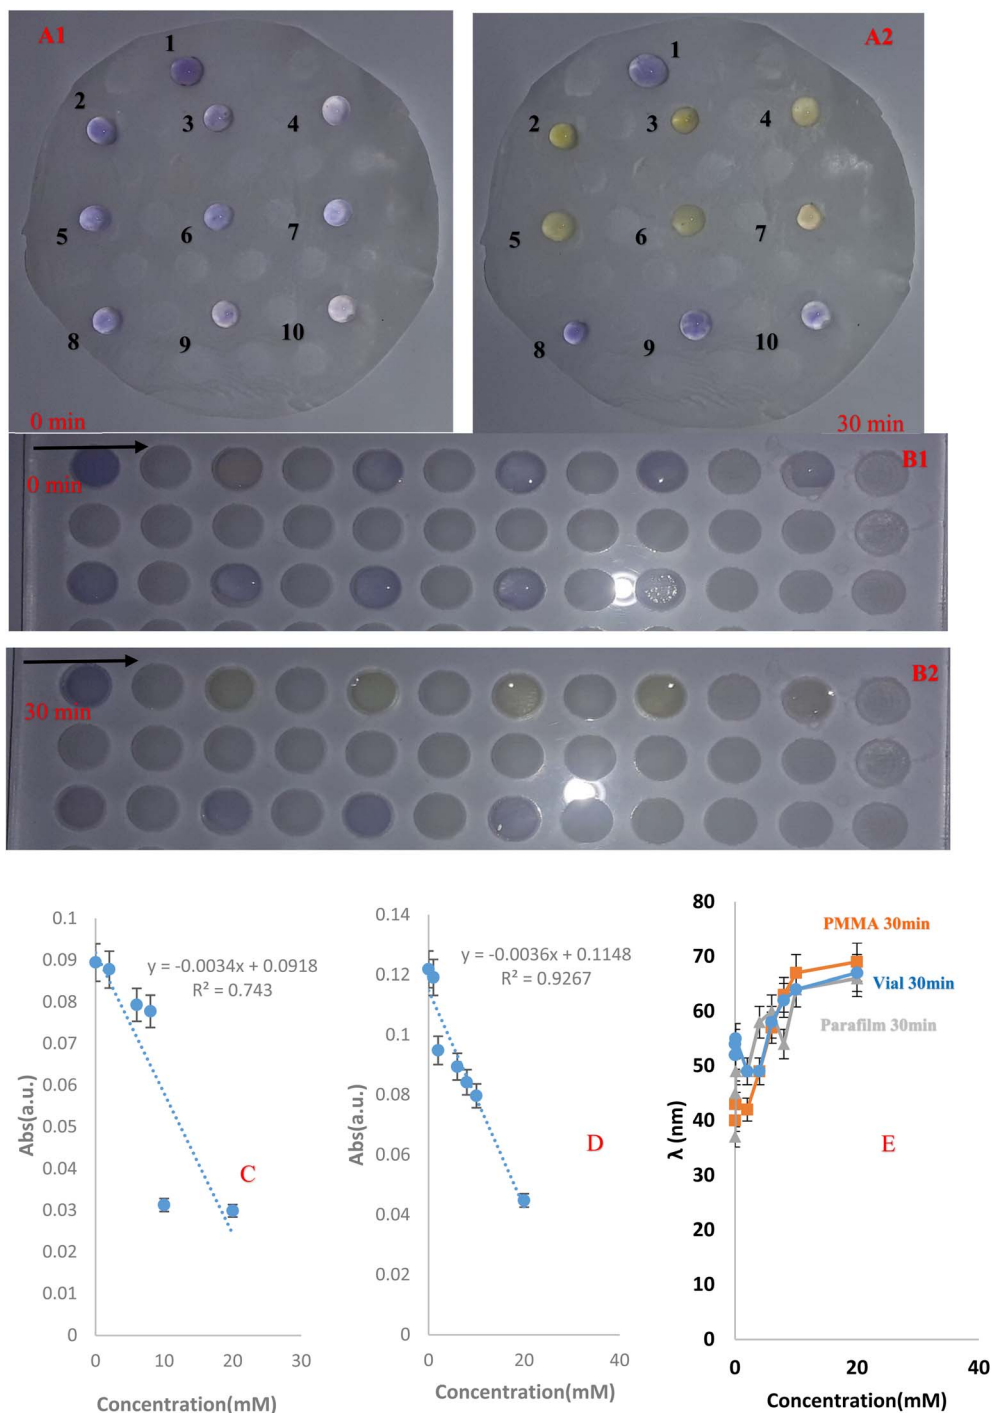 A1
1
2
3
4
5
6
7
8
9
10
0 min
A2
1
2
3
4
5
6
7
8
9
10
30 min
B1
0 min
B2
30 min
0.1
0.09
0.08
0.07
0.06
0.05
0.04
0.03
0.02
0.01
0
Abs(a.u.)
y = -0.0034x + 0.0918
R² = 0.743
C
0
10
20
30
Concentration(mM)
0.14
0.12
0.1
0.08
0.06
0.04
0.02
0
Abs(a.u.)
y = -0.0036x + 0.1148
R² = 0.9267
D
0
20
40
Concentration(mM)
80
70
60
50
40
30
20
10
0
λ (nm)
PMMA 30min
Vial 30min
Parafilm 30min
E
0
20
40
Concentration(mM)